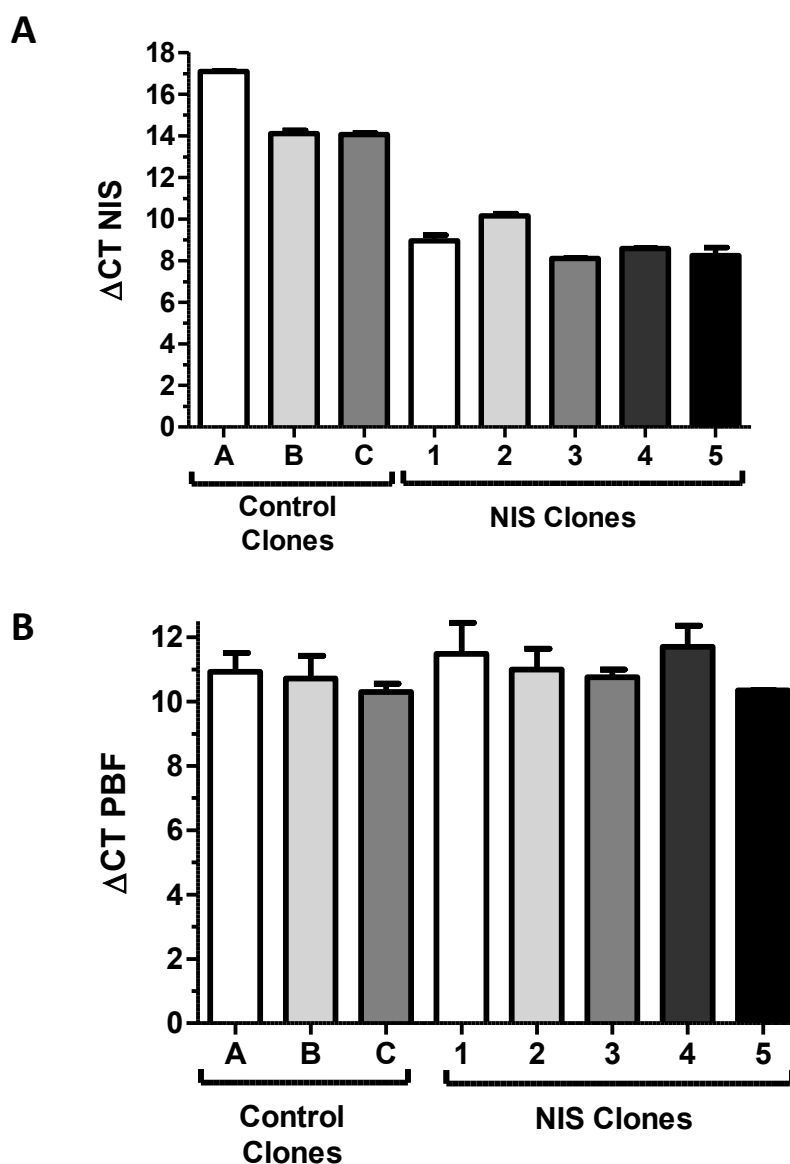 A
ΔCT NIS
18
16
14
12
10
8
6
4
2
0
A B C 1 2 3 4 5
Control
Clones
NIS Clones
B
ΔCT PBF
12
10
8
6
4
2
0
A B C 1 2 3 4 5
Control
Clones
NIS Clones